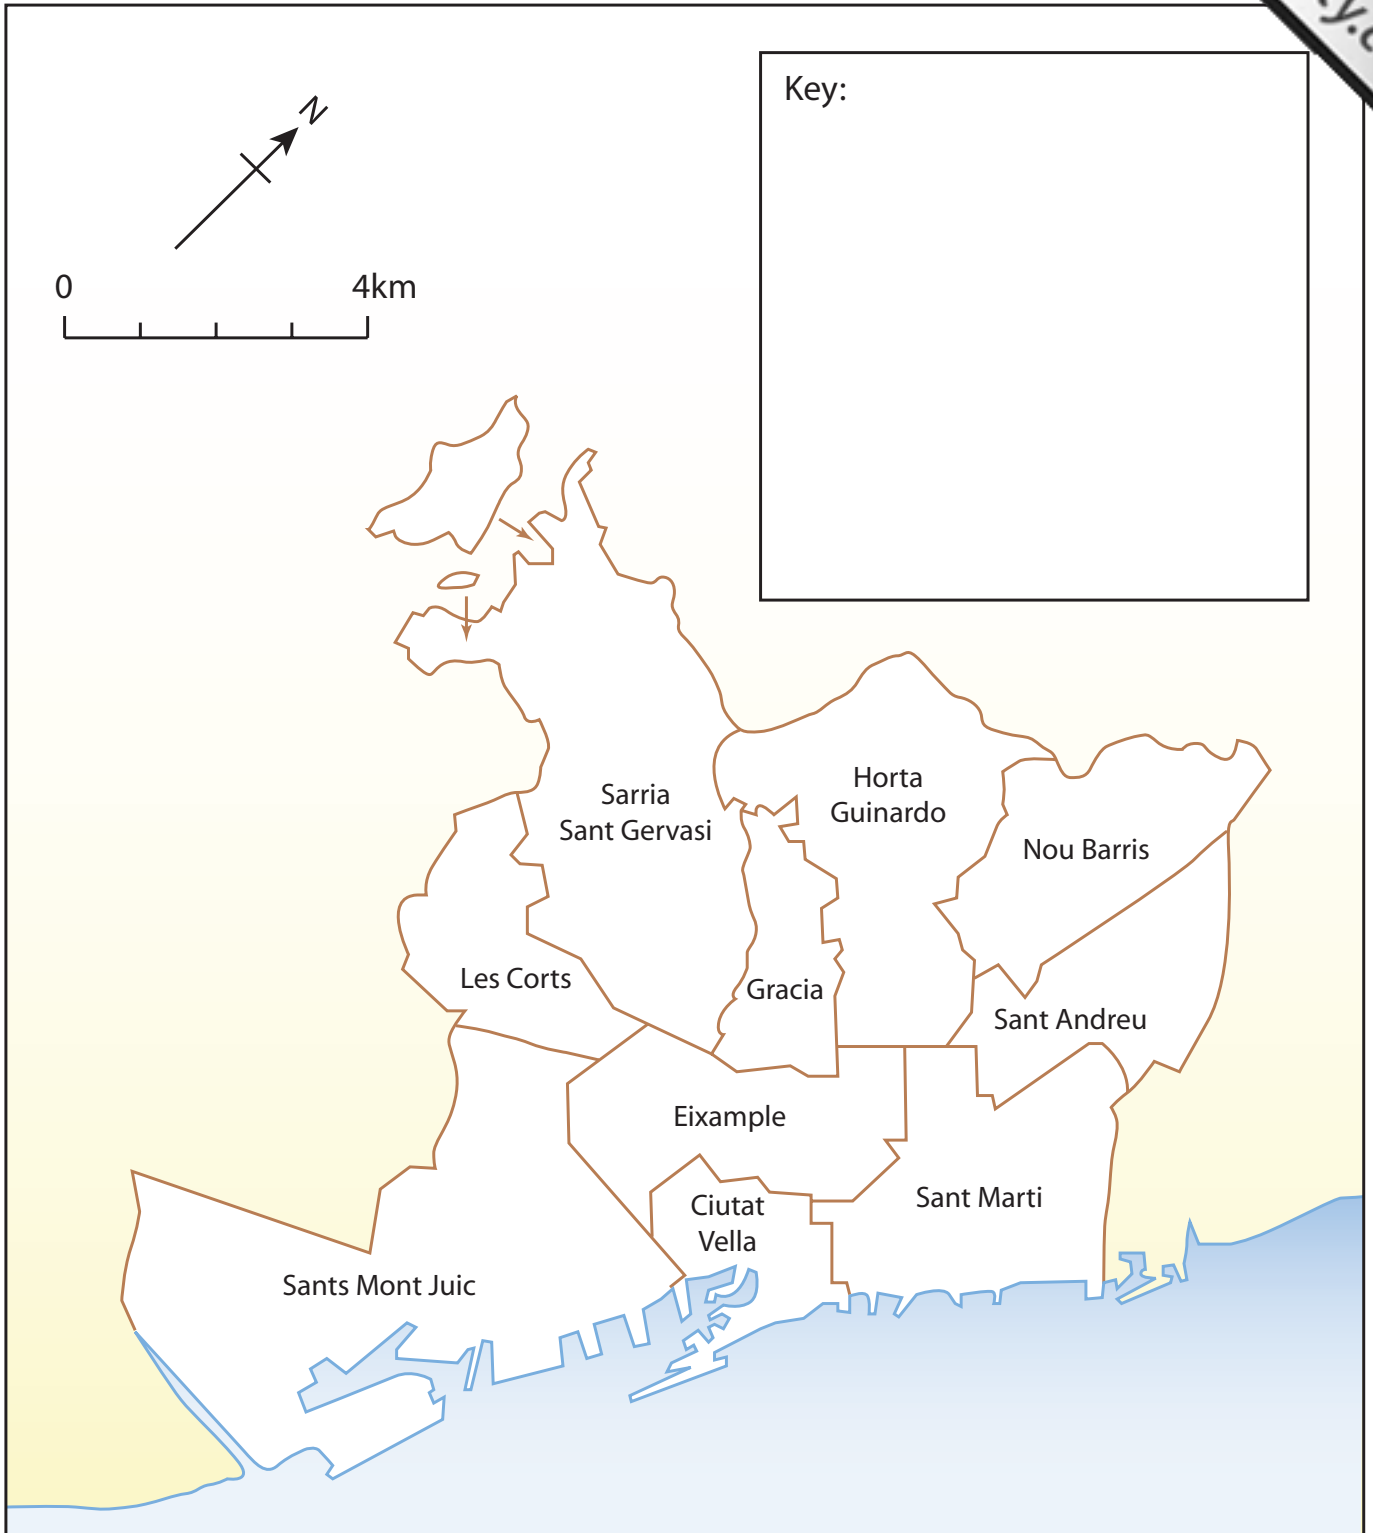 Key:
N
0 4km
Horta
Guinardo
Sarria
Sant Gervasi
Nou Barris
Les Corts
Gracia
Sant Andreu
Eixample
Sant Marti
Ciutat
Vella
Sants Mont Juic